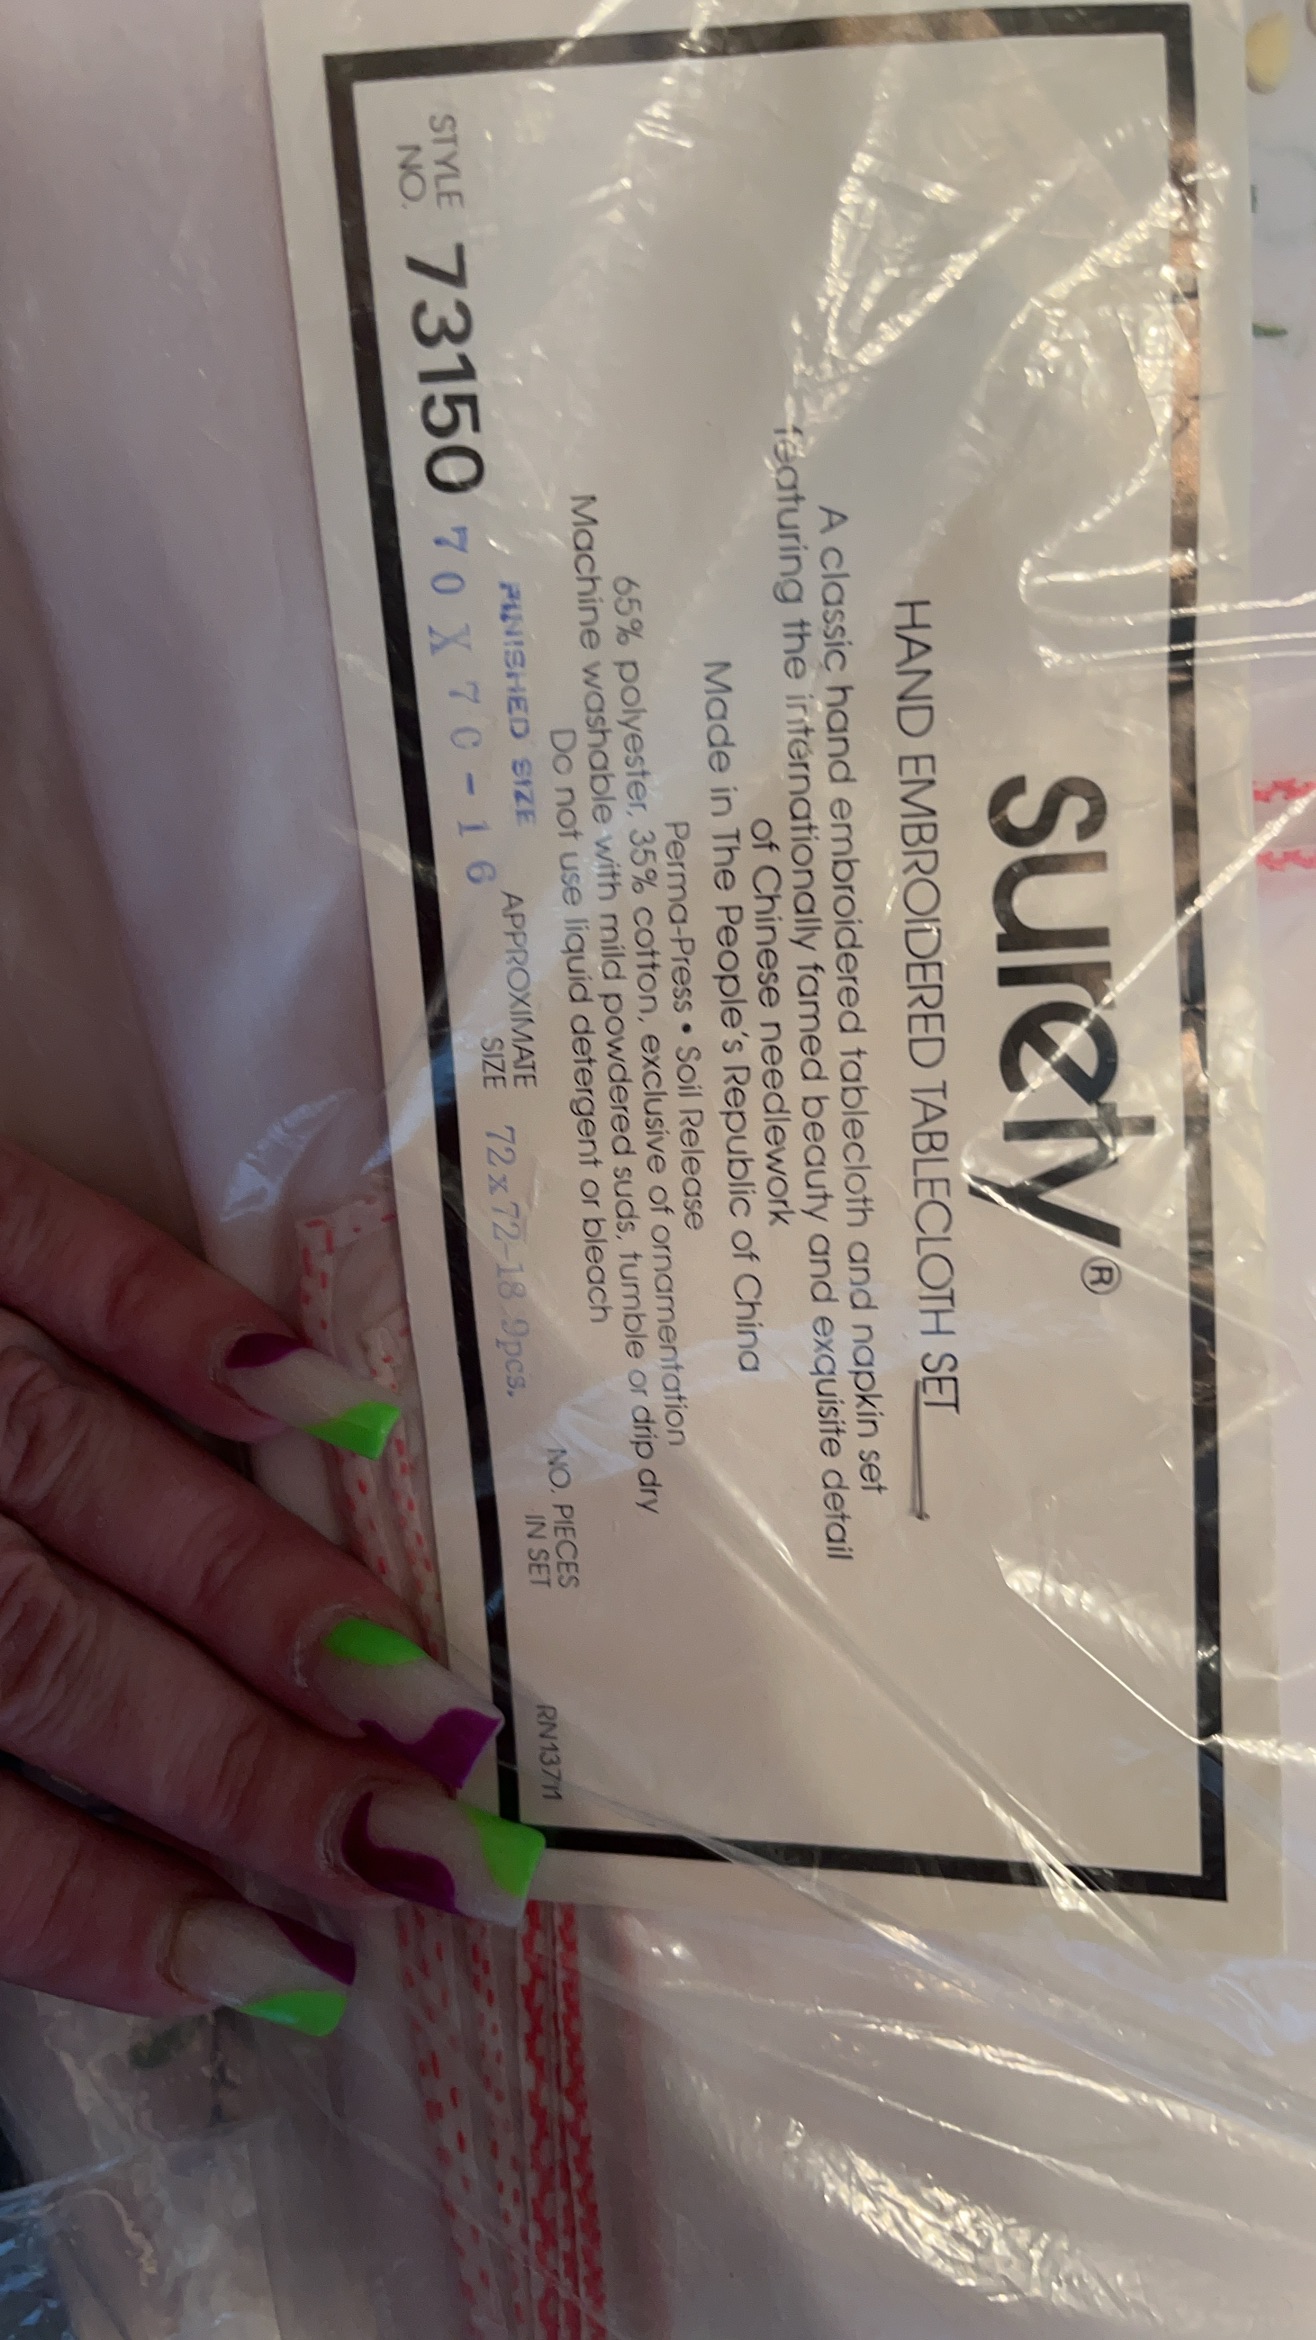 surety®
HAND EMBROIDERED TABLECLOTH SET
A classic hand embroidered tablecloth and napkin set
featuring the internationally famed beauty and exquisite detail
of Chinese needlework
Made in The People's Republic of China
Perma-Press • Soil Release
65% polyester, 35% cotton, exclusive of ornamentation
Machine washable with mild powdered suds, tumble or drip dry
Do not use liquid detergent or bleach
FINISHED SIZE
STYLE NO. 73150 70 X 70-16 APPROXIMATE SIZE 72x72-18 9pcs. NO. PIECES IN SET RN13711